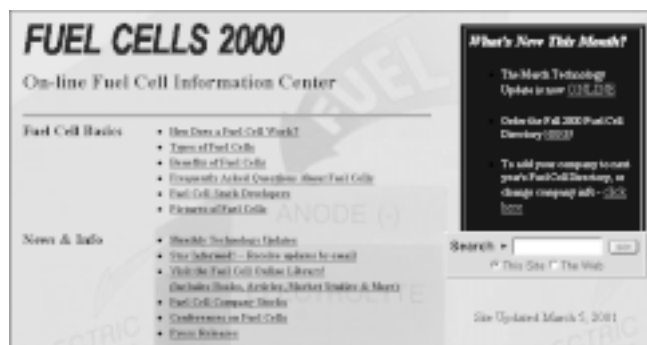 FUEL CELLS 2000
On-line Fuel Cell Information Center
Fuel Cell Basics
How Does a Fuel Cell Work?
Types of Fuel Cells
Benefits of Fuel Cells
Frequently Asked Questions About Fuel Cells
Fuel Cell Stack Developers
Pictures of Fuel Cells
News & Info
Monthly Technology Updates
Stay Informed! -- Receive updates by email
Visit the Fuel Cell Online Library!
(Includes Books, Articles, Market Studies & More)
Fuel Cell Company Stocks
Conferences on Fuel Cells
Press Releases
What's New This Month?
The March Technology
Update is now ONLINE
Order the Fall 2000 Fuel Cell
Directory HERE!
To add your company to next
year's Fuel Cell Directory, or
change company info - click
here
Search
This Site The Web
Site Updated March 5, 2001
FUEL
ANODE (-)